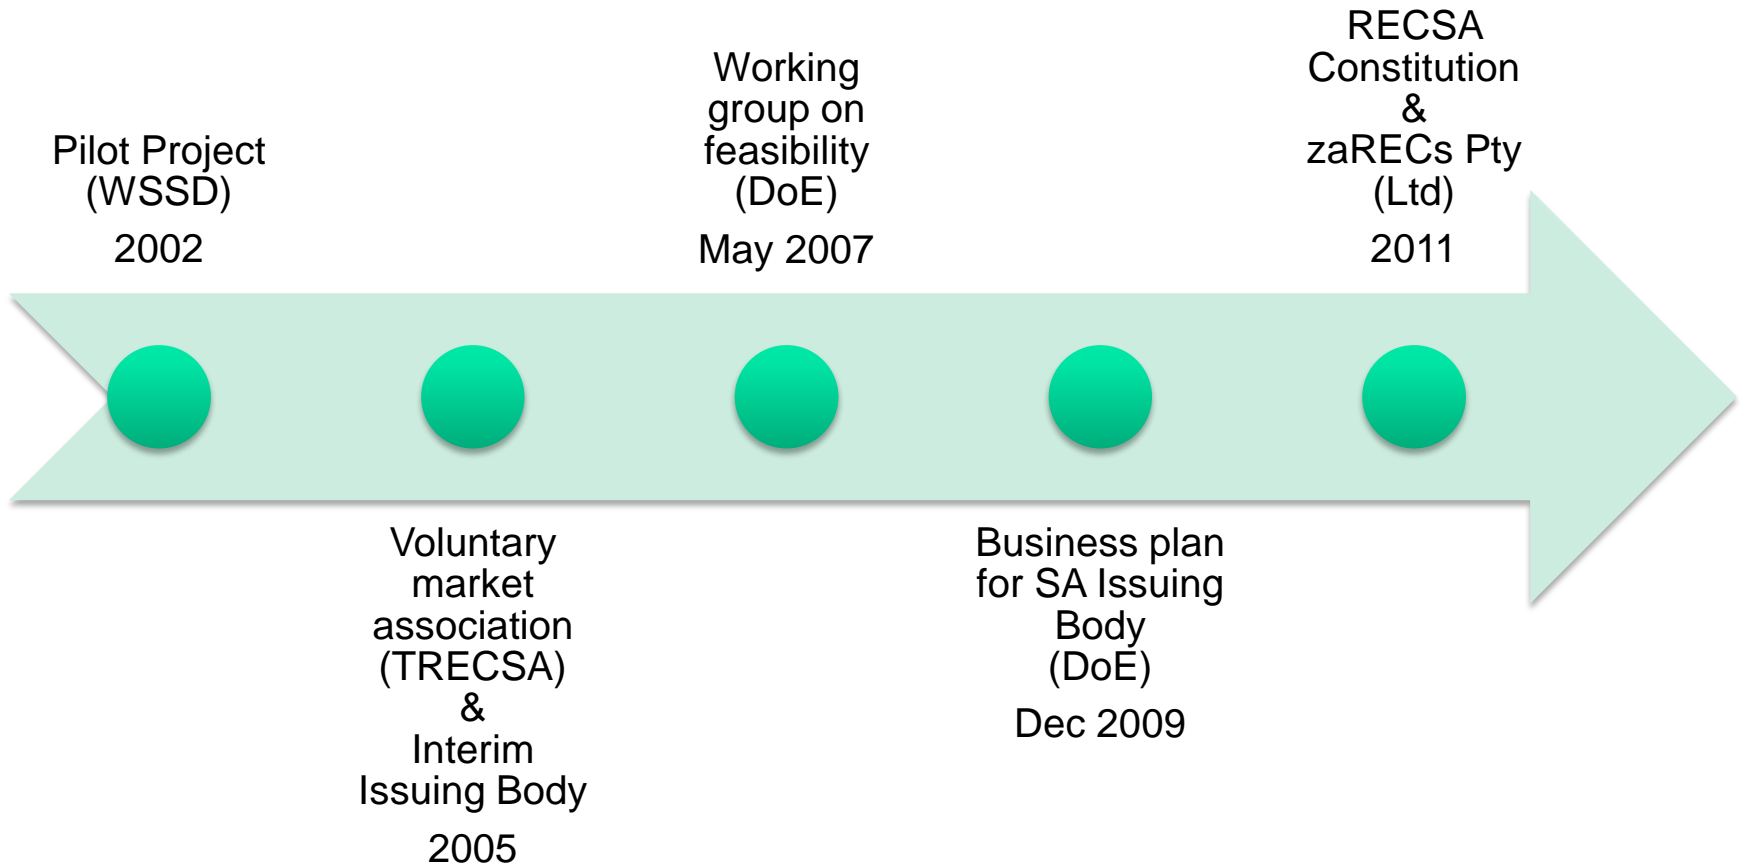 Pilot Project
(WSSD)
2002
Voluntary
market
association
(TRECSA)
&
Interim
Issuing Body
2005
Working
group on
feasibility
(DoE)
May 2007
Business plan
for SA Issuing
Body
(DoE)
Dec 2009
RECSA
Constitution
&
zaRECs Pty
(Ltd)
2011